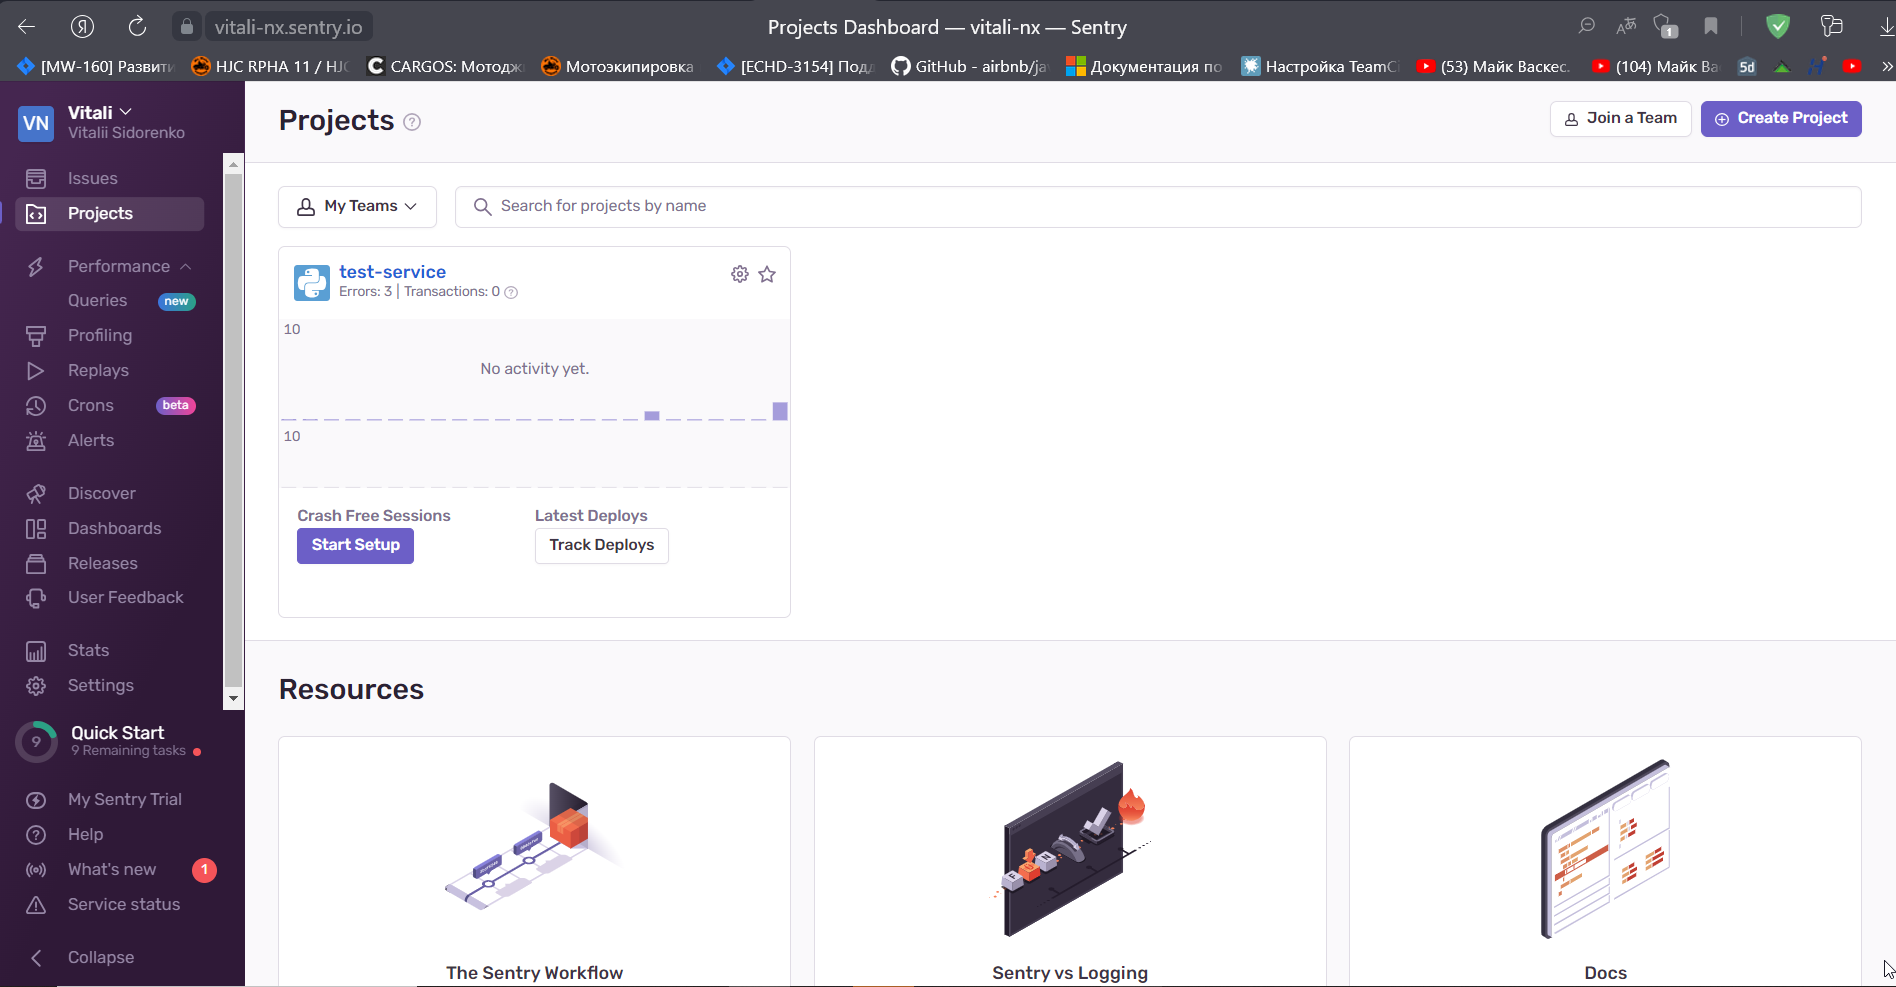 Я
vitali-nx.sentry.io
Projects Dashboard — vitali-nx — Sentry
1
[MW-160] Развити
HJC RPHA 11 / HJC
CARGOS: Мотодж
Мотоэкипировка
[ECHD-3154] Под
GitHub - airbnb/ja
Документация по
Настройка TeamCi
(53) Майк Васкес.
(104) Майк Ва
5d
VN
Vitali
Vitalii Sidorenko
Issues
Projects
Performance
Queries new
Profiling
Replays
Crons beta
Alerts
Discover
Dashboards
Releases
User Feedback
Stats
Settings
9
Quick Start
9 Remaining tasks
My Sentry Trial
Help
What's new 1
Service status
Collapse
Projects
Join a Team
Create Project
My Teams
Search for projects by name
test-service
Errors: 3 | Transactions: 0
10
No activity yet.
10
Crash Free Sessions
Start Setup
Latest Deploys
Track Deploys
Resources
The Sentry Workflow
Sentry vs Logging
Docs